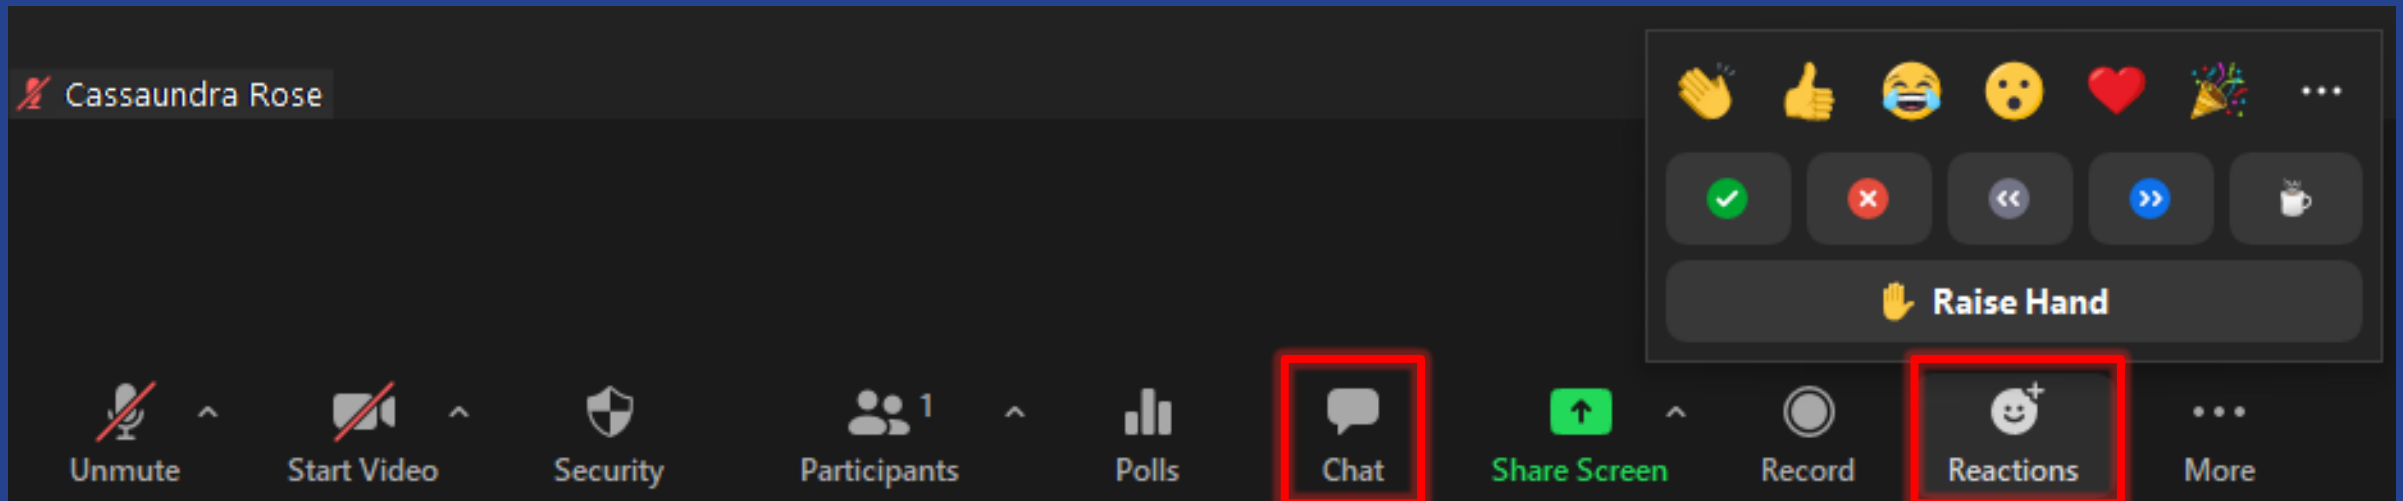 Cassaundra Rose
Raise Hand
1
Unmute
Start Video
Security
Participants
Polls
Chat
Share Screen
Record
Reactions
More